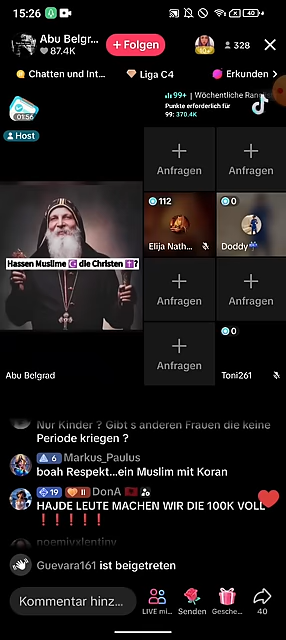 15:26
40
Abu Belgr...
87.4K
+ Folgen
328
Chatten und Int...
Liga C4
Erkunden
99+ | Wöchentliche Ran
Punkte erforderlich für
99: 370.4K
01:56
Host
Anfragen
Anfragen
112
Elija Nath...
0
Doddy
Hassen Muslime die Christen ?
Anfragen
Anfragen
Anfragen
0
Toni261
Abu Belgrad
Nur Kinder ? Gibt's anderen Frauen die keine
Periode kriegen ?
6 Markus_Paulus
boah Respekt...ein Muslim mit Koran
19 II DonA
HAJDE LEUTE MACHEN WIR DIE 100K VOLL
❗❗❗❗❗
noemiyxlentiny
Guevara161 ist beigetreten
Kommentar hinz...
LIVE mi...
Senden
Gesche...
40